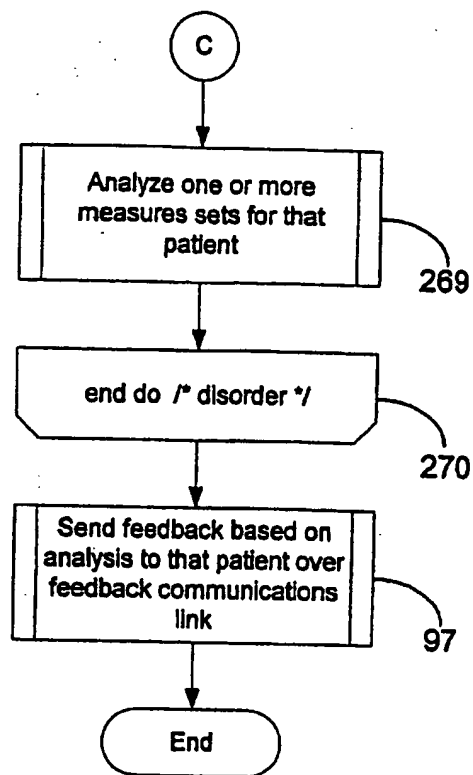 C
Analyze one or more
measures sets for that
patient
269
end do /* disorder */
270
Send feedback based on
analysis to that patient over
feedback communications
link
97
End